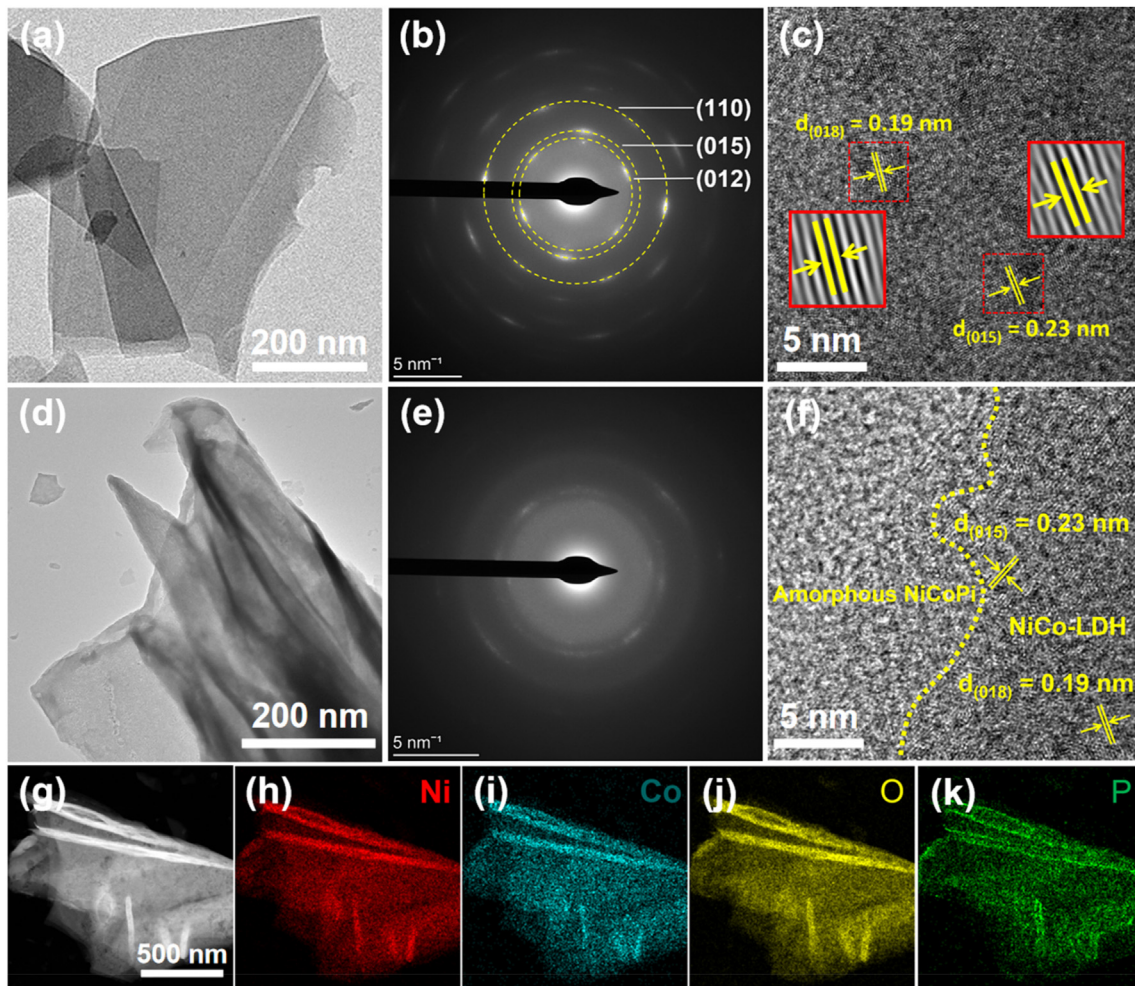 (a)
200 nm
(b)
(110)
(015)
(012)
5 nm⁻¹
(c)
d(018) = 0.19 nm
d(015) = 0.23 nm
5 nm
(d)
200 nm
(e)
5 nm⁻¹
(f)
d(015) = 0.23 nm
Amorphous NiCoPi
NiCo-LDH
d(018) = 0.19 nm
5 nm
(g)
500 nm
(h)
Ni
(i)
Co
(j)
O
(k)
P